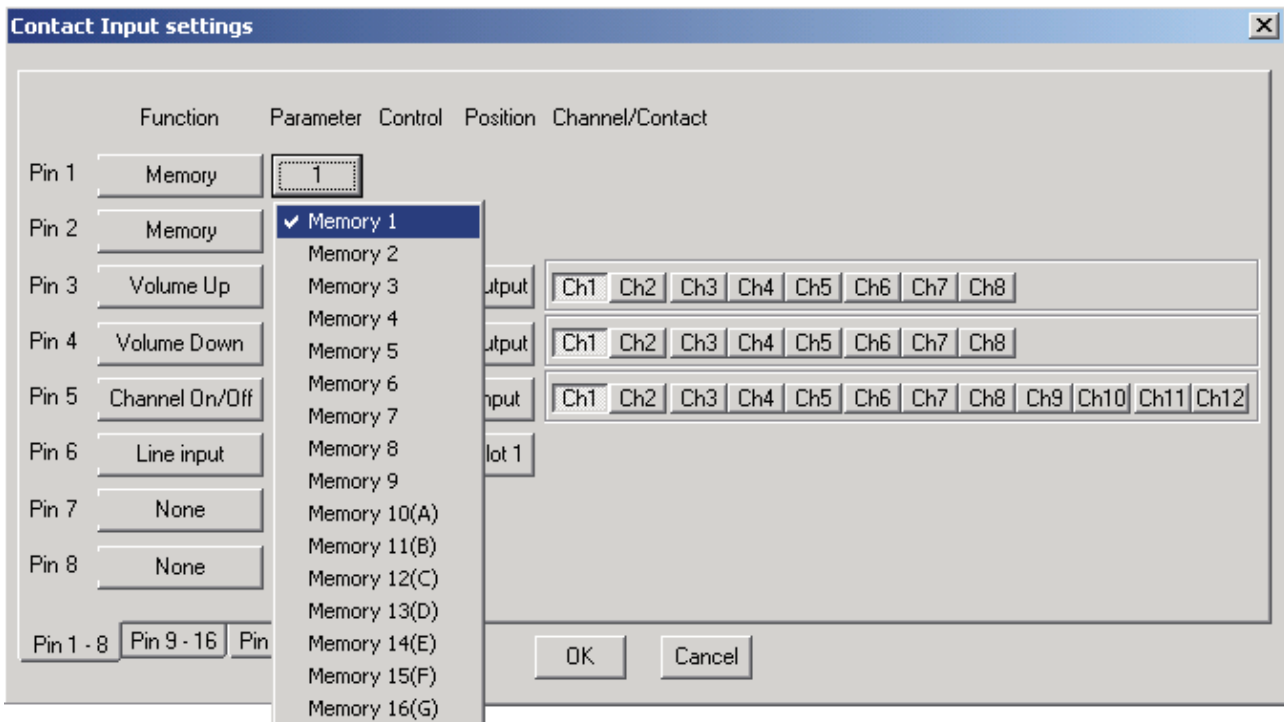 Contact Input settings
Function Parameter Control Position Channel/Contact
Pin 1 Memory 1
Pin 2 Memory
Pin 3 Volume Up utput Ch1 Ch2 Ch3 Ch4 Ch5 Ch6 Ch7 Ch8
Pin 4 Volume Down utput Ch1 Ch2 Ch3 Ch4 Ch5 Ch6 Ch7 Ch8
Pin 5 Channel On/Off nput Ch1 Ch2 Ch3 Ch4 Ch5 Ch6 Ch7 Ch8 Ch9 Ch10 Ch11 Ch12
Pin 6 Line input lot 1
Pin 7 None
Pin 8 None
Memory 1
Memory 2
Memory 3
Memory 4
Memory 5
Memory 6
Memory 7
Memory 8
Memory 9
Memory 10(A)
Memory 11(B)
Memory 12(C)
Memory 13(D)
Memory 14(E)
Memory 15(F)
Memory 16(G)
Pin 1 - 8 Pin 9 - 16 Pin
OK Cancel